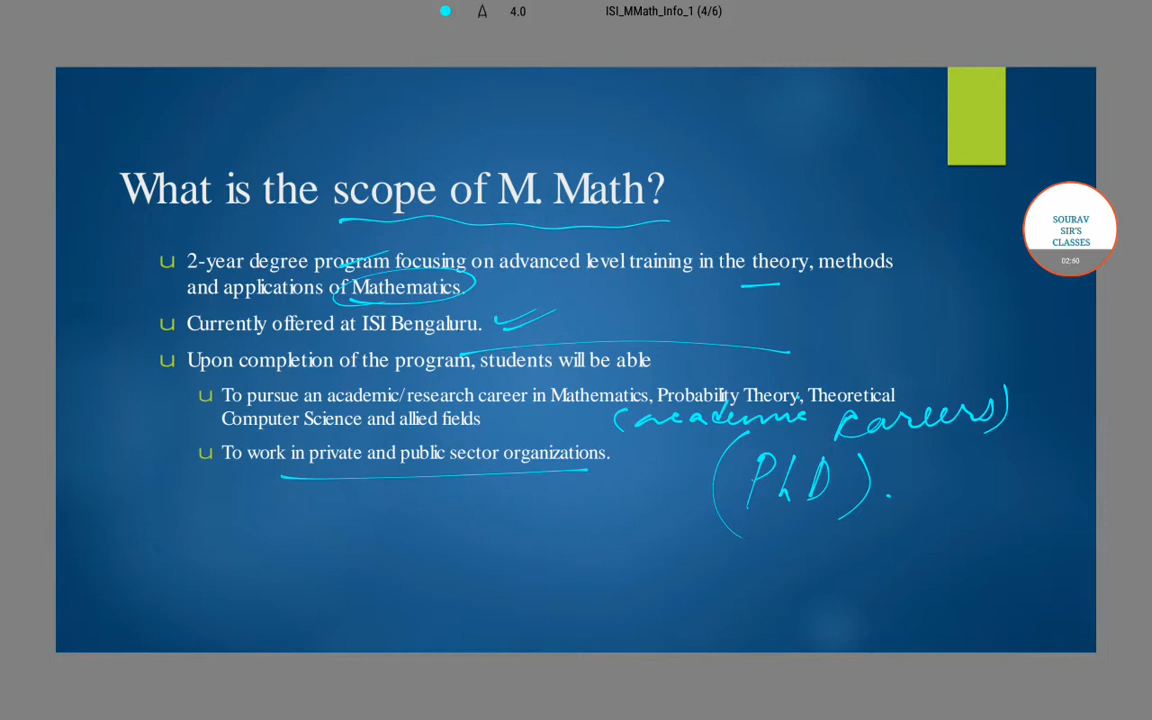 4.0
ISI_MMath_Info_1 (4/6)
What is the scope of M. Math?
SOURAV
SIR'S
CLASSES
02:60
u 2-year degree program focusing on advanced level training in the theory, methods
and applications of Mathematics.
u Currently offered at ISI Bengaluru.
u Upon completion of the program, students will be able
u To pursue an academic/research career in Mathematics, Probability Theory, Theoretical
Computer Science and allied fields
(academic careers)
u To work in private and public sector organizations.
(PhD).